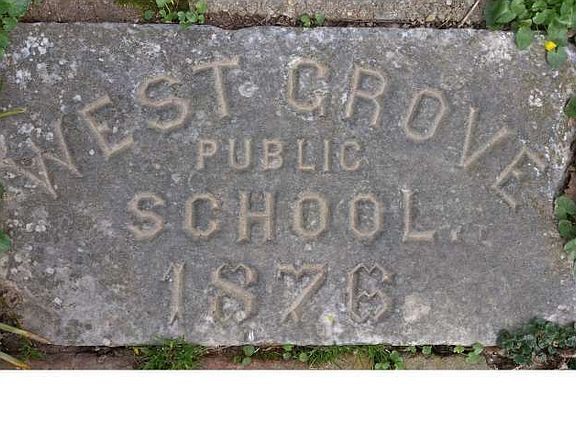 WEST GROVE
PUBLIC
SCHOOL.
1876